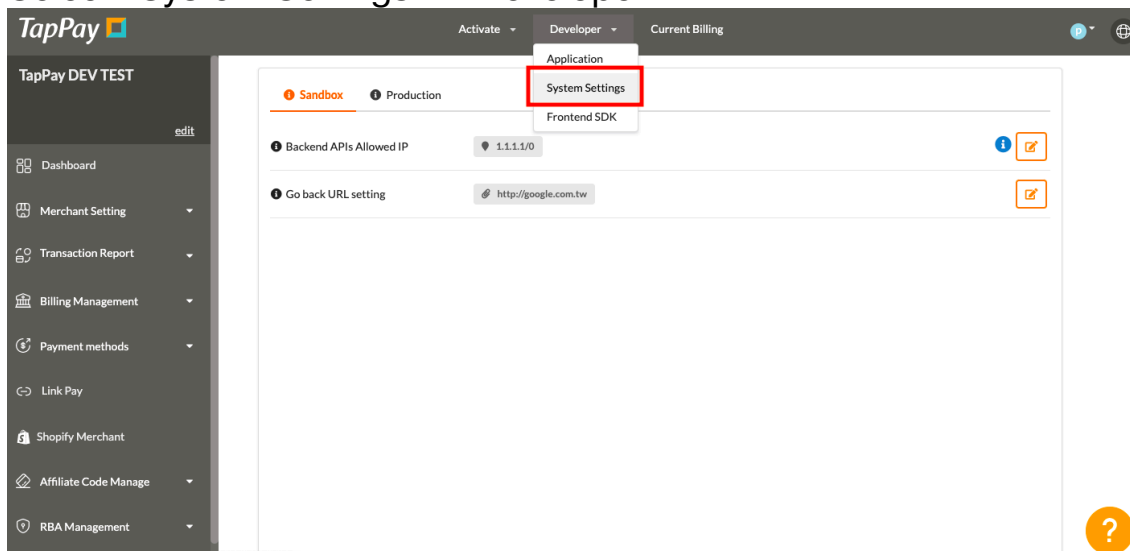 TapPay
Activate
Developer
Current Billing
P
TapPay DEV TEST
edit
Application
System Settings
Frontend SDK
Sandbox
Production
Backend APIs Allowed IP
1.1.1.1/0
Go back URL setting
http://google.com.tw
Dashboard
Merchant Setting
Transaction Report
Billing Management
Payment methods
Link Pay
Shopify Merchant
Affiliate Code Manage
RBA Management
?